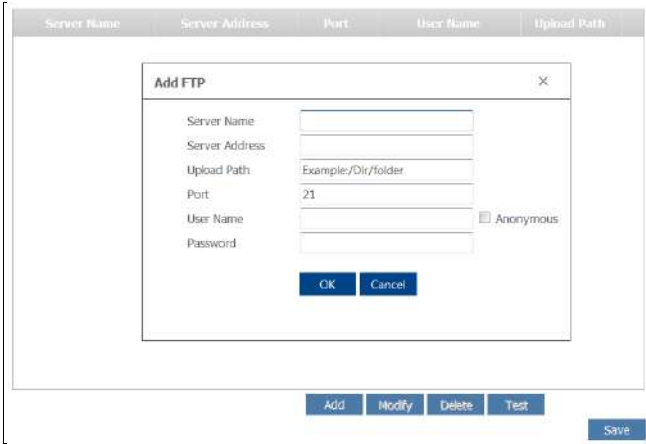 Server Name Server Address Port User Name Upload Path
Add FTP ×
Server Name
Server Address
Upload Path Example:/Dir/folder
Port 21
User Name Anonymous
Password
OK Cancel
Add Modify Delete Test
Save